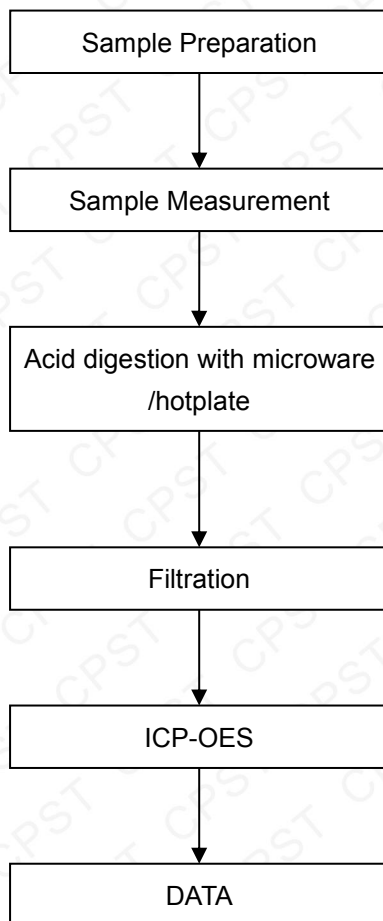 Sample Preparation
Sample Measurement
Acid digestion with microware
/hotplate
Filtration
ICP-OES
DATA